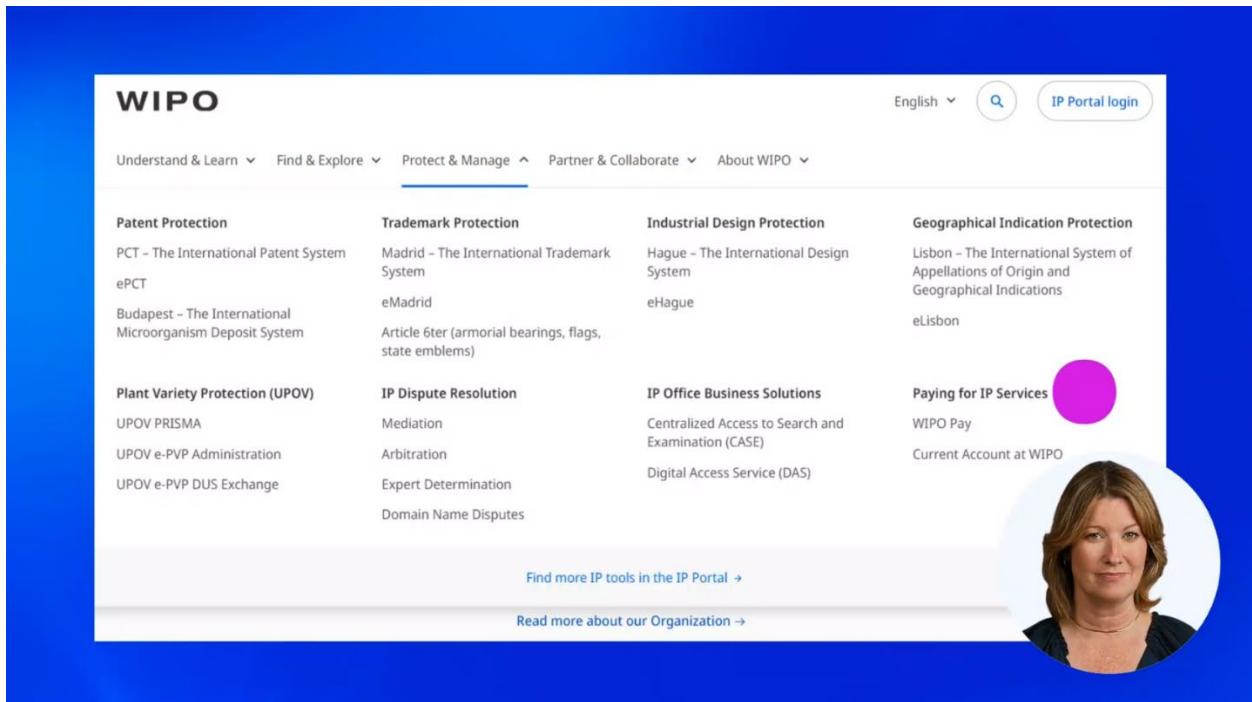 WIPO
English
IP Portal login
Understand & Learn
Find & Explore
Protect & Manage
Partner & Collaborate
About WIPO
Patent Protection
PCT – The International Patent System
ePCT
Budapest – The International
Microorganism Deposit System
Trademark Protection
Madrid – The International Trademark
System
eMadrid
Article 6ter (armorial bearings, flags,
state emblems)
Industrial Design Protection
Hague – The International Design
System
eHague
Geographical Indication Protection
Lisbon – The International System of
Appellations of Origin and
Geographical Indications
eLisbon
Plant Variety Protection (UPOV)
UPOV PRISMA
UPOV e-PVP Administration
UPOV e-PVP DUS Exchange
IP Dispute Resolution
Mediation
Arbitration
Expert Determination
Domain Name Disputes
IP Office Business Solutions
Centralized Access to Search and
Examination (CASE)
Digital Access Service (DAS)
Paying for IP Services
WIPO Pay
Current Account at WIPO
Find more IP tools in the IP Portal →
Read more about our Organization →